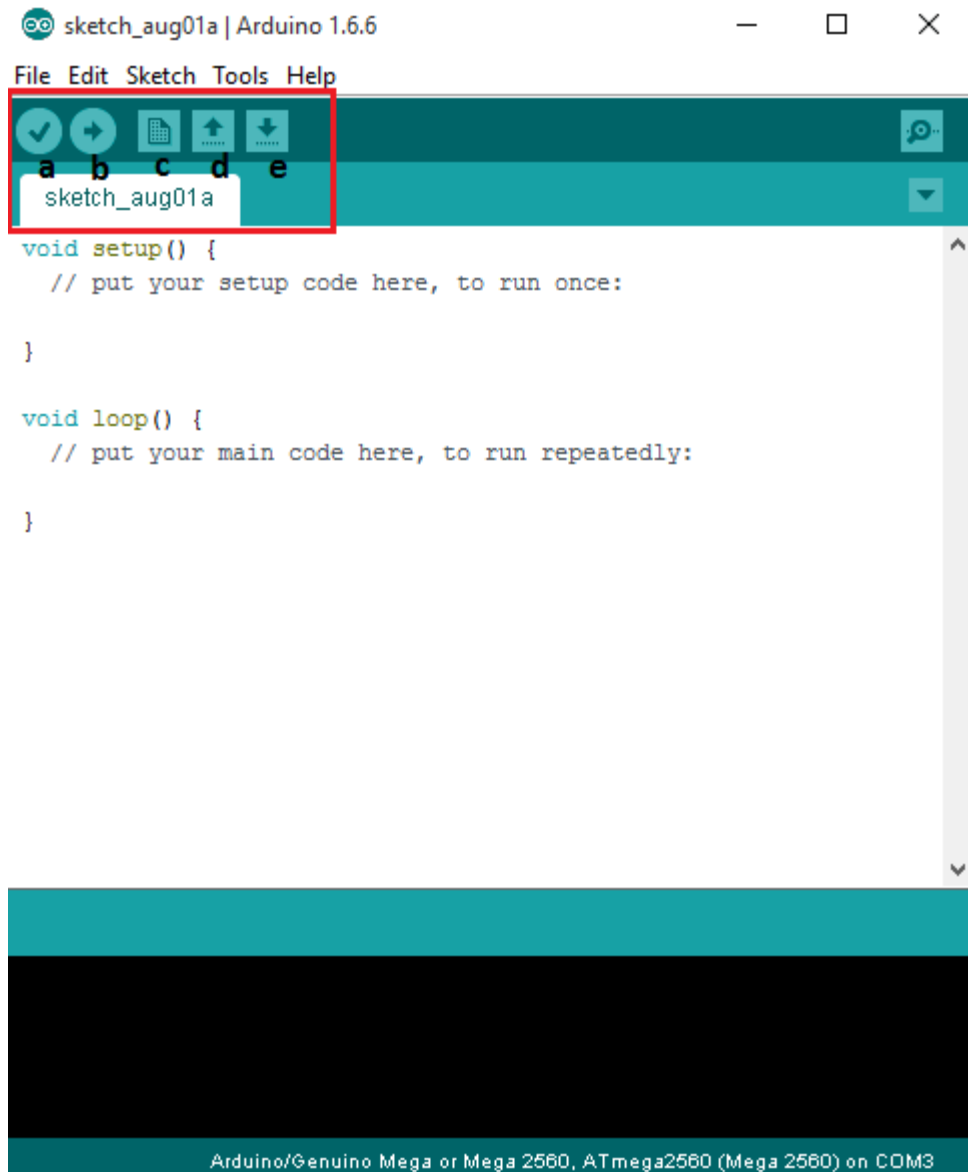 sketch_aug01a | Arduino 1.6.6
File Edit Sketch Tools Help
a b c d e
sketch_aug01a
void setup() {
  // put your setup code here, to run once:
}
void loop() {
  // put your main code here, to run repeatedly:
}
Arduino/Genuino Mega or Mega 2560, ATmega2560 (Mega 2560) on COM3